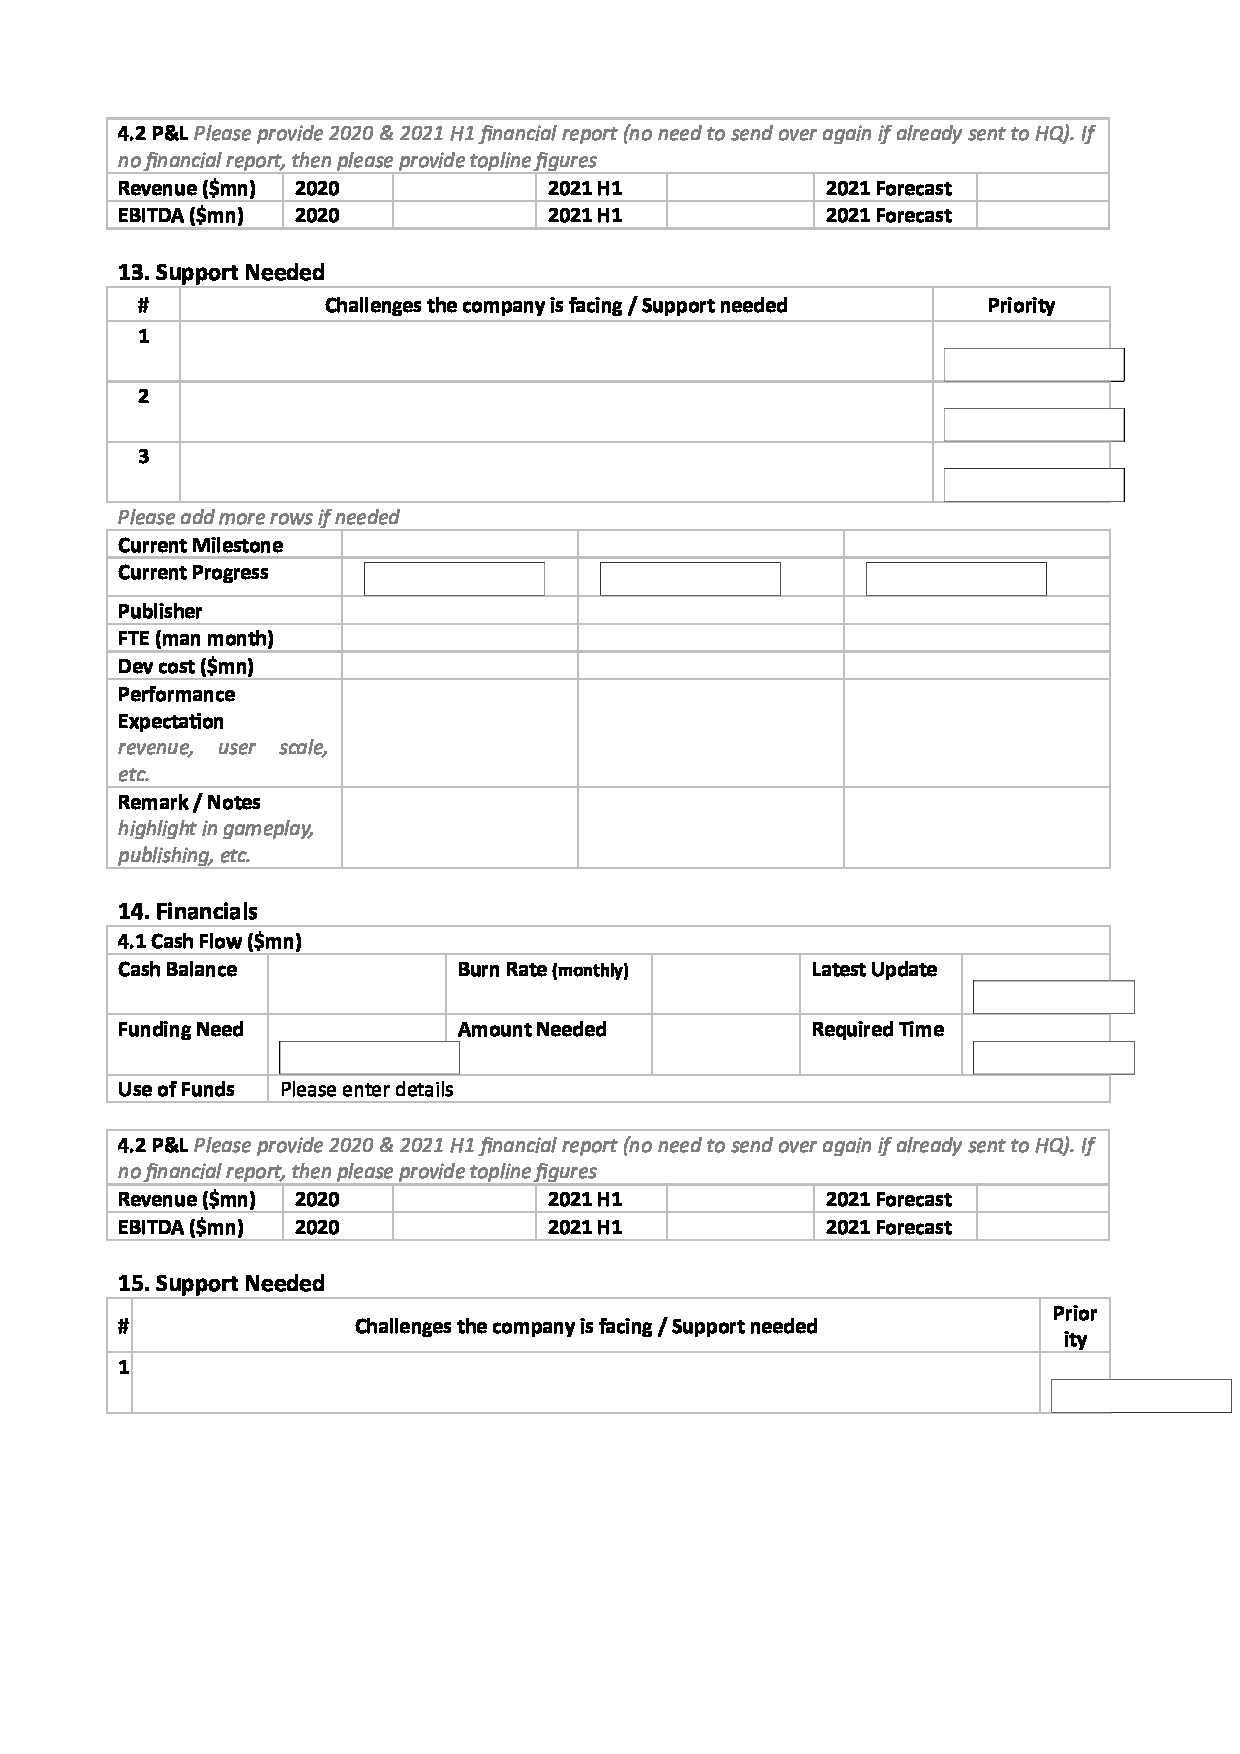 4.2 P&L Please provide 2020 & 2021 H1 financial report (no need to send over again if already sent to HQ). If
no financial report, then please provide topline figures
Revenue ($mn) 2020 2021 H1 2021 Forecast
EBITDA ($mn) 2020 2021 H1 2021 Forecast
13. Support Needed
# Challenges the company is facing / Support needed Priority
1
2
3
Please add more rows if needed
Current Milestone
Current Progress
Publisher
FTE (man month)
Dev cost ($mn)
Performance
Expectation
revenue, user scale,
etc.
Remark / Notes
highlight in gameplay,
publishing, etc.
14. Financials
4.1 Cash Flow ($mn)
Cash Balance Burn Rate (monthly) Latest Update
Funding Need Amount Needed Required Time
Use of Funds Please enter details
4.2 P&L Please provide 2020 & 2021 H1 financial report (no need to send over again if already sent to HQ). If
no financial report, then please provide topline figures
Revenue ($mn) 2020 2021 H1 2021 Forecast
EBITDA ($mn) 2020 2021 H1 2021 Forecast
15. Support Needed
# Challenges the company is facing / Support needed Prior
ity
1